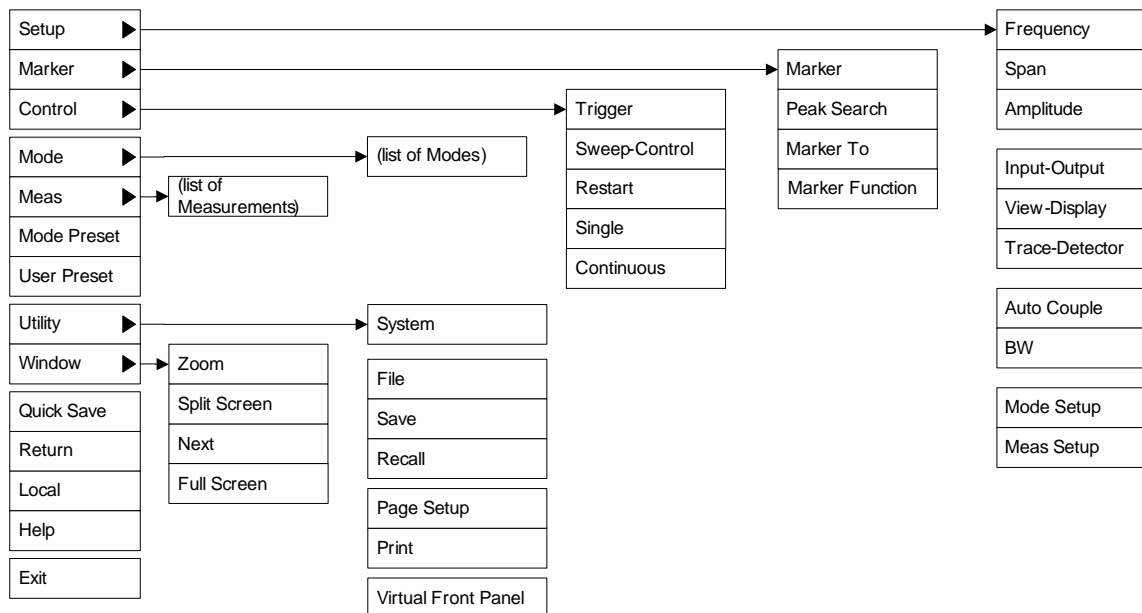 Setup
Marker
Control
Mode
Meas
Mode Preset
User Preset
Utility
Window
Quick Save
Return
Local
Help
Exit
(list of
Measurements)
Zoom
Split Screen
Next
Full Screen
(list of Modes)
System
File
Save
Recall
Page Setup
Print
Virtual Front Panel
Trigger
Sweep-Control
Restart
Single
Continuous
Marker
Peak Search
Marker To
Marker Function
Frequency
Span
Amplitude
Input-Output
View-Display
Trace-Detector
Auto Couple
BW
Mode Setup
Meas Setup